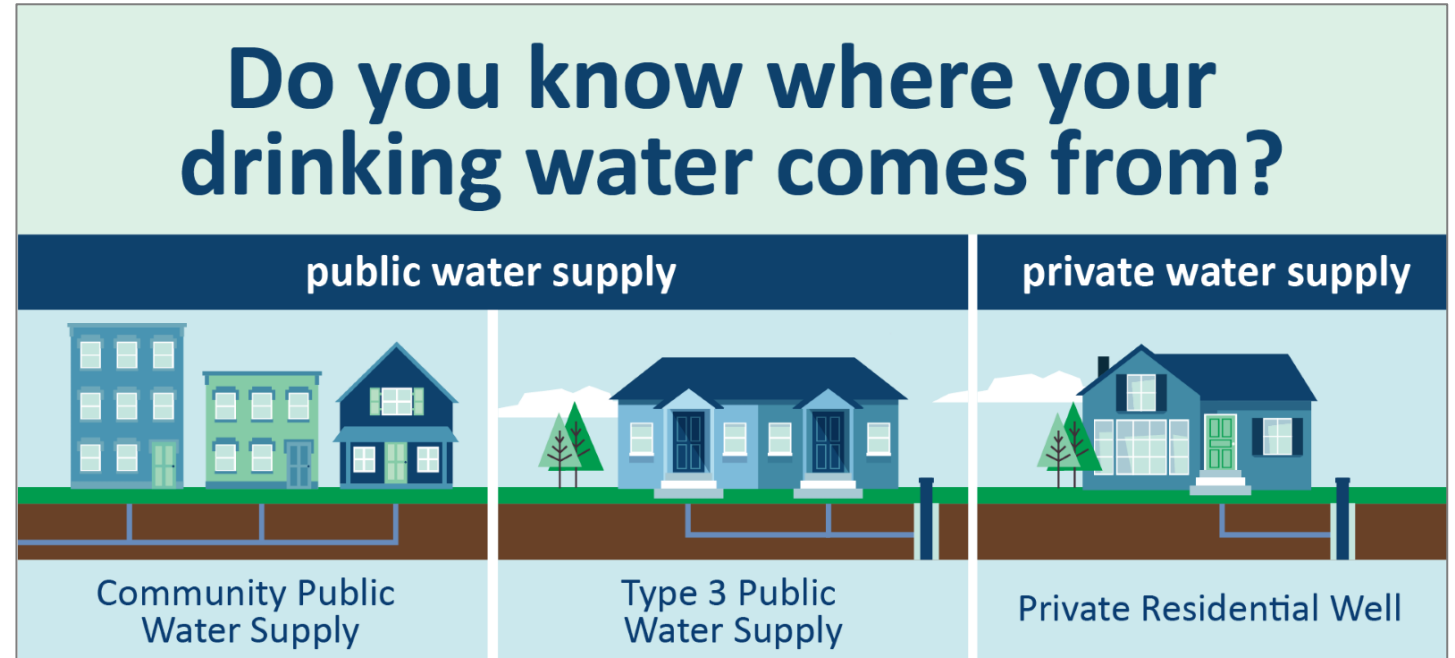 Do you know where your
drinking water comes from?
public water supply
private water supply
Community Public
Water Supply
Type 3 Public
Water Supply
Private Residential Well